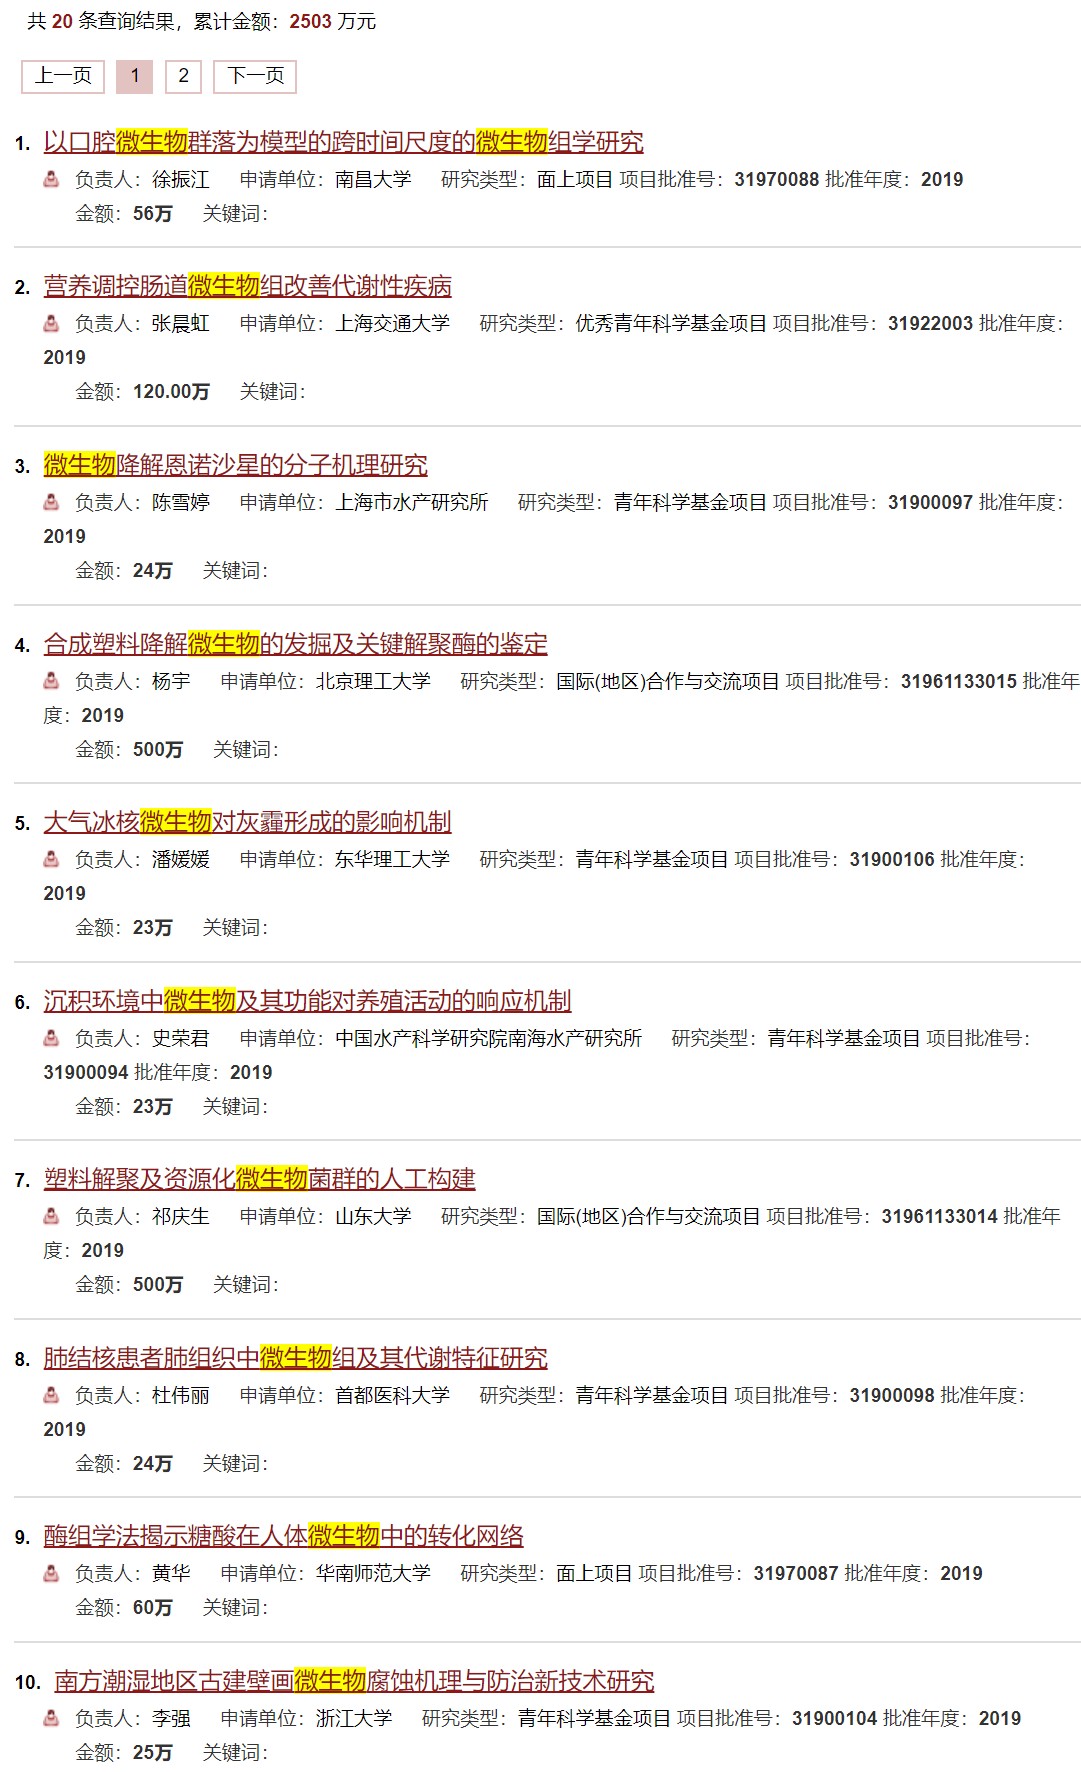 共 20 条查询结果，累计金额：2503 万元
上一页 1 2 下一页
1. 以口腔微生物群落为模型的跨时间尺度的微生物组学研究
负责人：徐振江 申请单位：南昌大学 研究类型：面上项目 项目批准号：31970088 批准年度：2019
金额：56万 关键词：
2. 营养调控肠道微生物组改善代谢性疾病
负责人：张晨虹 申请单位：上海交通大学 研究类型：优秀青年科学基金项目 项目批准号：31922003 批准年度：
2019
金额：120.00万 关键词：
3. 微生物降解恩诺沙星的分子机理研究
负责人：陈雪婷 申请单位：上海市水产研究所 研究类型：青年科学基金项目 项目批准号：31900097 批准年度：
2019
金额：24万 关键词：
4. 合成塑料降解微生物的发掘及关键解聚酶的鉴定
负责人：杨宇 申请单位：北京理工大学 研究类型：国际(地区)合作与交流项目 项目批准号：31961133015 批准年
度：2019
金额：500万 关键词：
5. 大气冰核微生物对灰霾形成的影响机制
负责人：潘媛媛 申请单位：东华理工大学 研究类型：青年科学基金项目 项目批准号：31900106 批准年度：
2019
金额：23万 关键词：
6. 沉积环境中微生物及其功能对养殖活动的响应机制
负责人：史荣君 申请单位：中国水产科学研究院南海水产研究所 研究类型：青年科学基金项目 项目批准号：
31900094 批准年度：2019
金额：23万 关键词：
7. 塑料解聚及资源化微生物菌群的人工构建
负责人：祁庆生 申请单位：山东大学 研究类型：国际(地区)合作与交流项目 项目批准号：31961133014 批准年
度：2019
金额：500万 关键词：
8. 肺结核患者肺组织中微生物组及其代谢特征研究
负责人：杜伟丽 申请单位：首都医科大学 研究类型：青年科学基金项目 项目批准号：31900098 批准年度：
2019
金额：24万 关键词：
9. 酶组学法揭示糖酸在人体微生物中的转化网络
负责人：黄华 申请单位：华南师范大学 研究类型：面上项目 项目批准号：31970087 批准年度：2019
金额：60万 关键词：
10. 南方潮湿地区古建壁画微生物腐蚀机理与防治新技术研究
负责人：李强 申请单位：浙江大学 研究类型：青年科学基金项目 项目批准号：31900104 批准年度：2019
金额：25万 关键词：